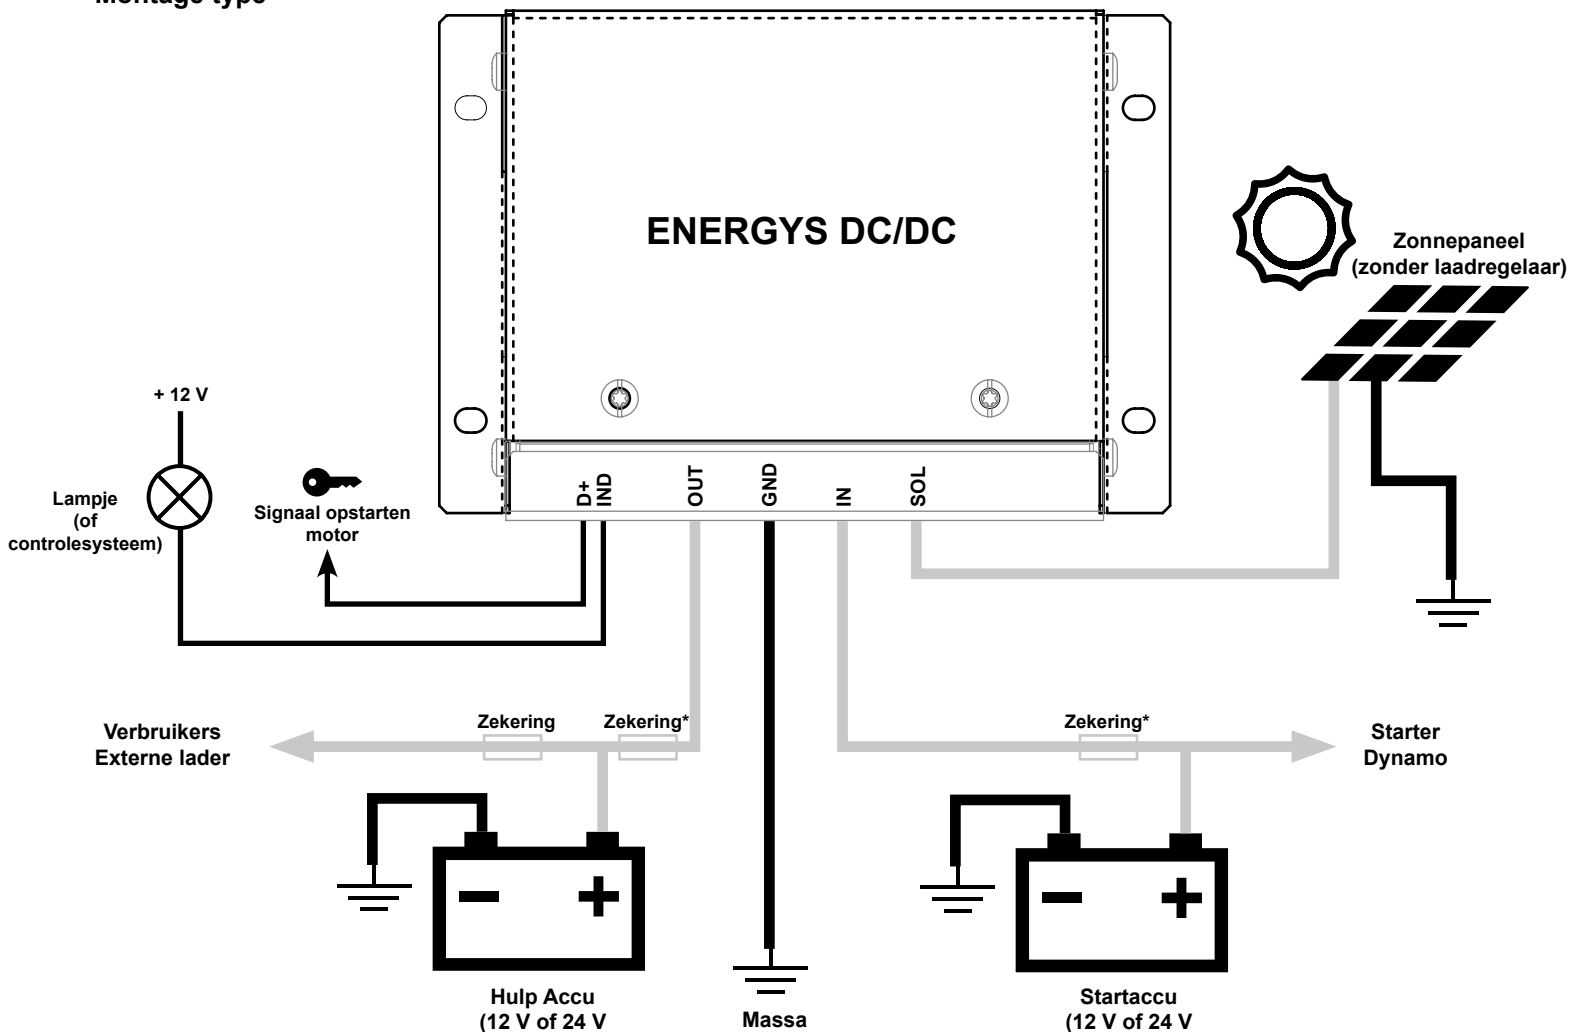 Montage type
ENERGYS DC/DC
Zonnepaneel
(zonder laadregelaar)
+ 12 V
Lampje
(of
controlesysteem)
Signaal opstarten
motor
D+
IND
OUT
GND
IN
SOL
Verbruikers
Externe lader
Zekering
Zekering*
Zekering*
Starter
Dynamo
Hulp Accu
(12 V of 24 V
Massa
Startaccu
(12 V of 24 V